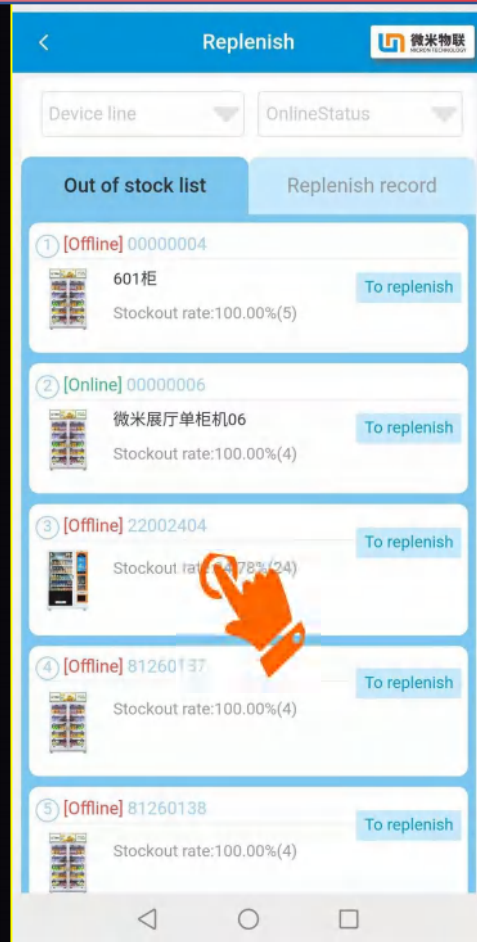 Replenish
微米物联
Device line
OnlineStatus
Out of stock list
Replenish record
1 [Offline] 00000004
601柜
To replenish
Stockout rate:100.00%(5)
2 [Online] 00000006
微米展厅单柜机06
To replenish
Stockout rate:100.00%(4)
3 [Offline] 22002404
To replenish
Stockout 78%(24)
4 [Offline] 81260137
To replenish
Stockout rate:100.00%(4)
5 [Offline] 81260138
To replenish
Stockout rate:100.00%(4)